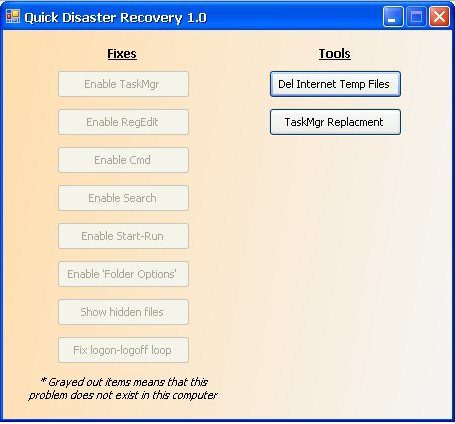 Quick Disaster Recovery 1.0
Fixes
Enable TaskMgr
Enable RegEdit
Enable Cmd
Enable Search
Enable Start-Run
Enable 'Folder Options'
Show hidden files
Fix logon-logoff loop
* Grayed out items means that this
problem does not exist in this computer
Tools
Del Internet Temp Files
TaskMgr Replacment